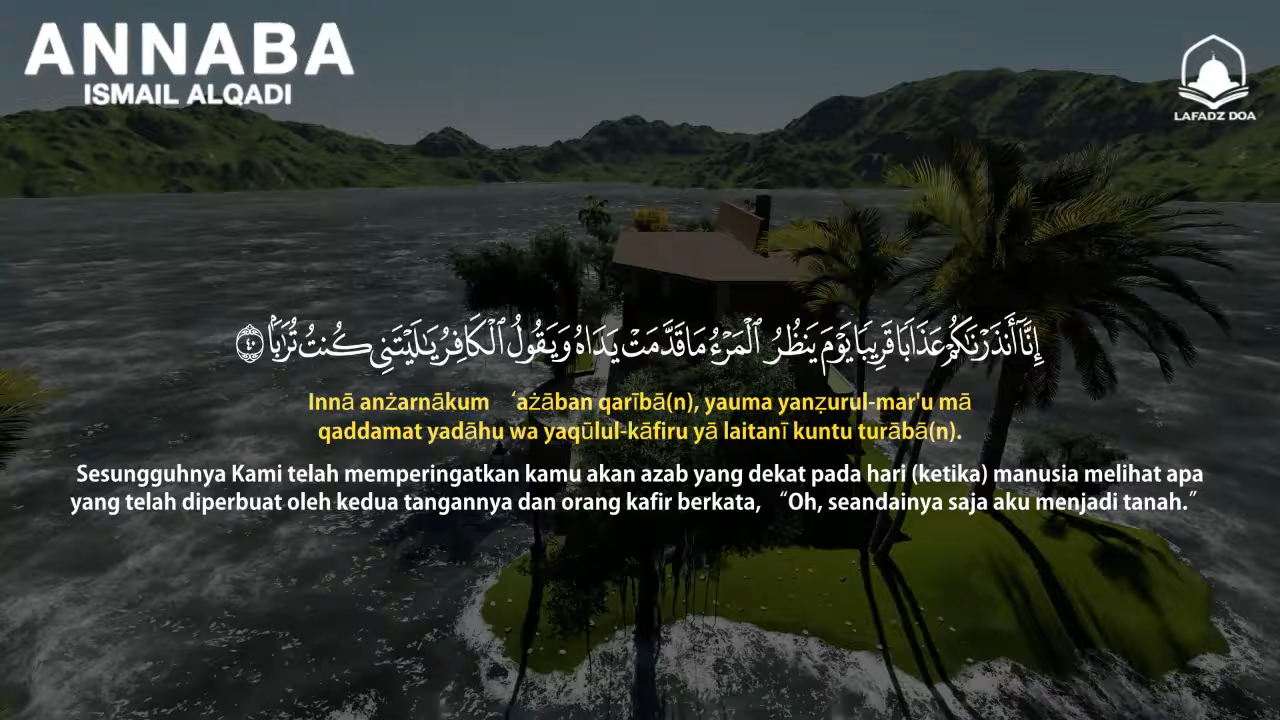 ANNABA
ISMAIL ALQADI
LAFADZ DOA
إِنَّآ أَنذَرْنَٰكُمْ عَذَابًا قَرِيبًا يَوْمَ يَنظُرُ ٱلْمَرْءُ مَا قَدَّمَتْ يَدَاهُ وَيَقُولُ ٱلْكَافِرُ يَٰلَيْتَنِى كُنتُ تُرَٰبًۢا ٤٠
Innā anżarnākum ‘ażāban qarībā(n), yauma yanẓurul-mar'u mā
qaddamat yadāhu wa yaqūlul-kāfiru yā laitanī kuntu turābā(n).
Sesungguhnya Kami telah memperingatkan kamu akan azab yang dekat pada hari (ketika) manusia melihat apa
yang telah diperbuat oleh kedua tangannya dan orang kafir berkata, “Oh, seandainya saja aku menjadi tanah.”